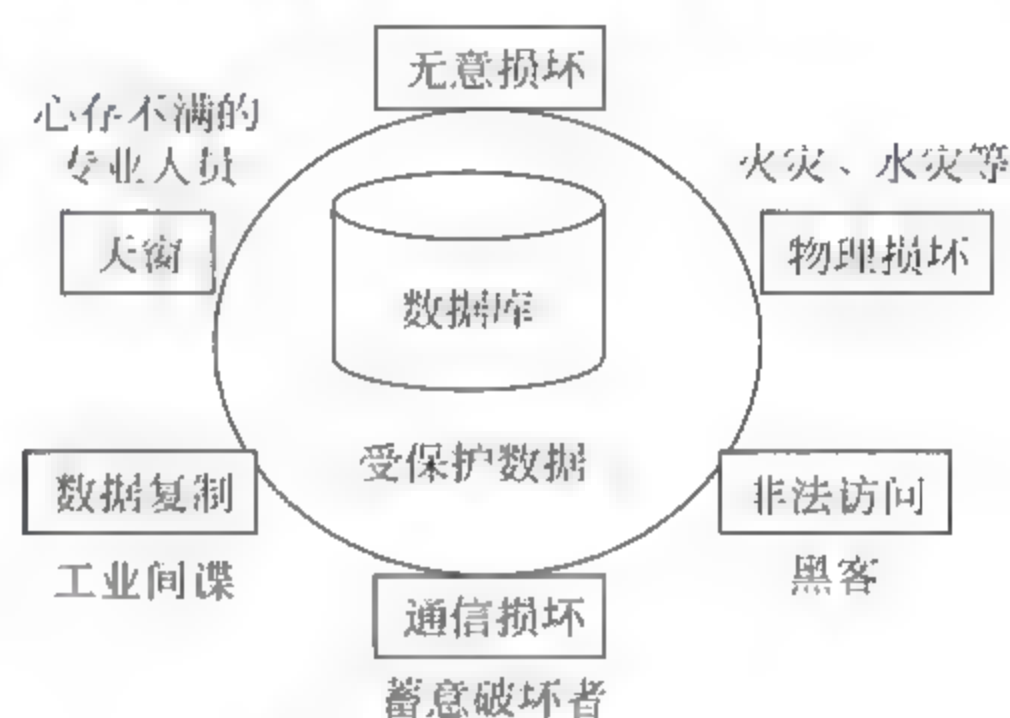 无意损坏
心存不满的
专业人员
火灾、水灾等
天窗
物理损坏
数据库
受保护数据
数据复制
非法访问
工业间谍
黑客
通信损坏
蓄意破坏者